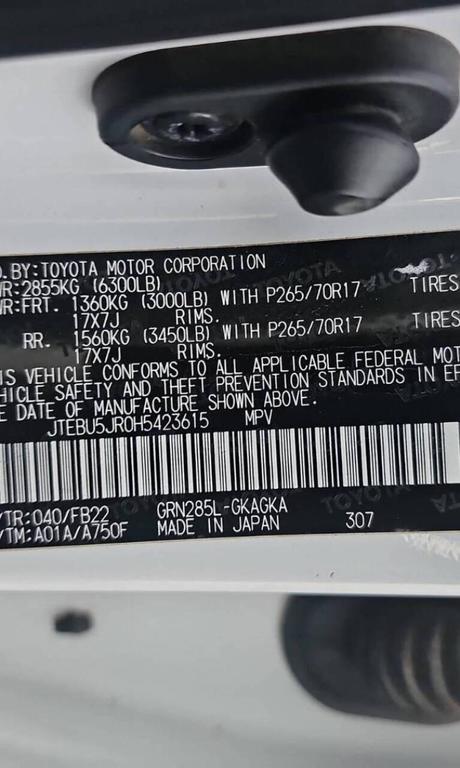 D.BY:TOYOTA MOTOR CORPORATION
WR:2855KG (6300LB)
WR:FRT. 1360KG (3000LB) WITH P265/70R17 TIRES
17X7J RIMS.
RR. 1560KG (3450LB) WITH P265/70R17 TIRES
17X7J RIMS.
IS VEHICLE CONFORMS TO ALL APPLICABLE FEDERAL MOT
HICLE SAFETY AND THEFT PREVENTION STANDARDS IN EF
E DATE OF MANUFACTURE SHOWN ABOVE.
JTEBU5JR0H5423615 MPV
/TR:040/FB22 GRN285L-GKAGKA
/TM:A01A/A750F MADE IN JAPAN 307
TOYOTA